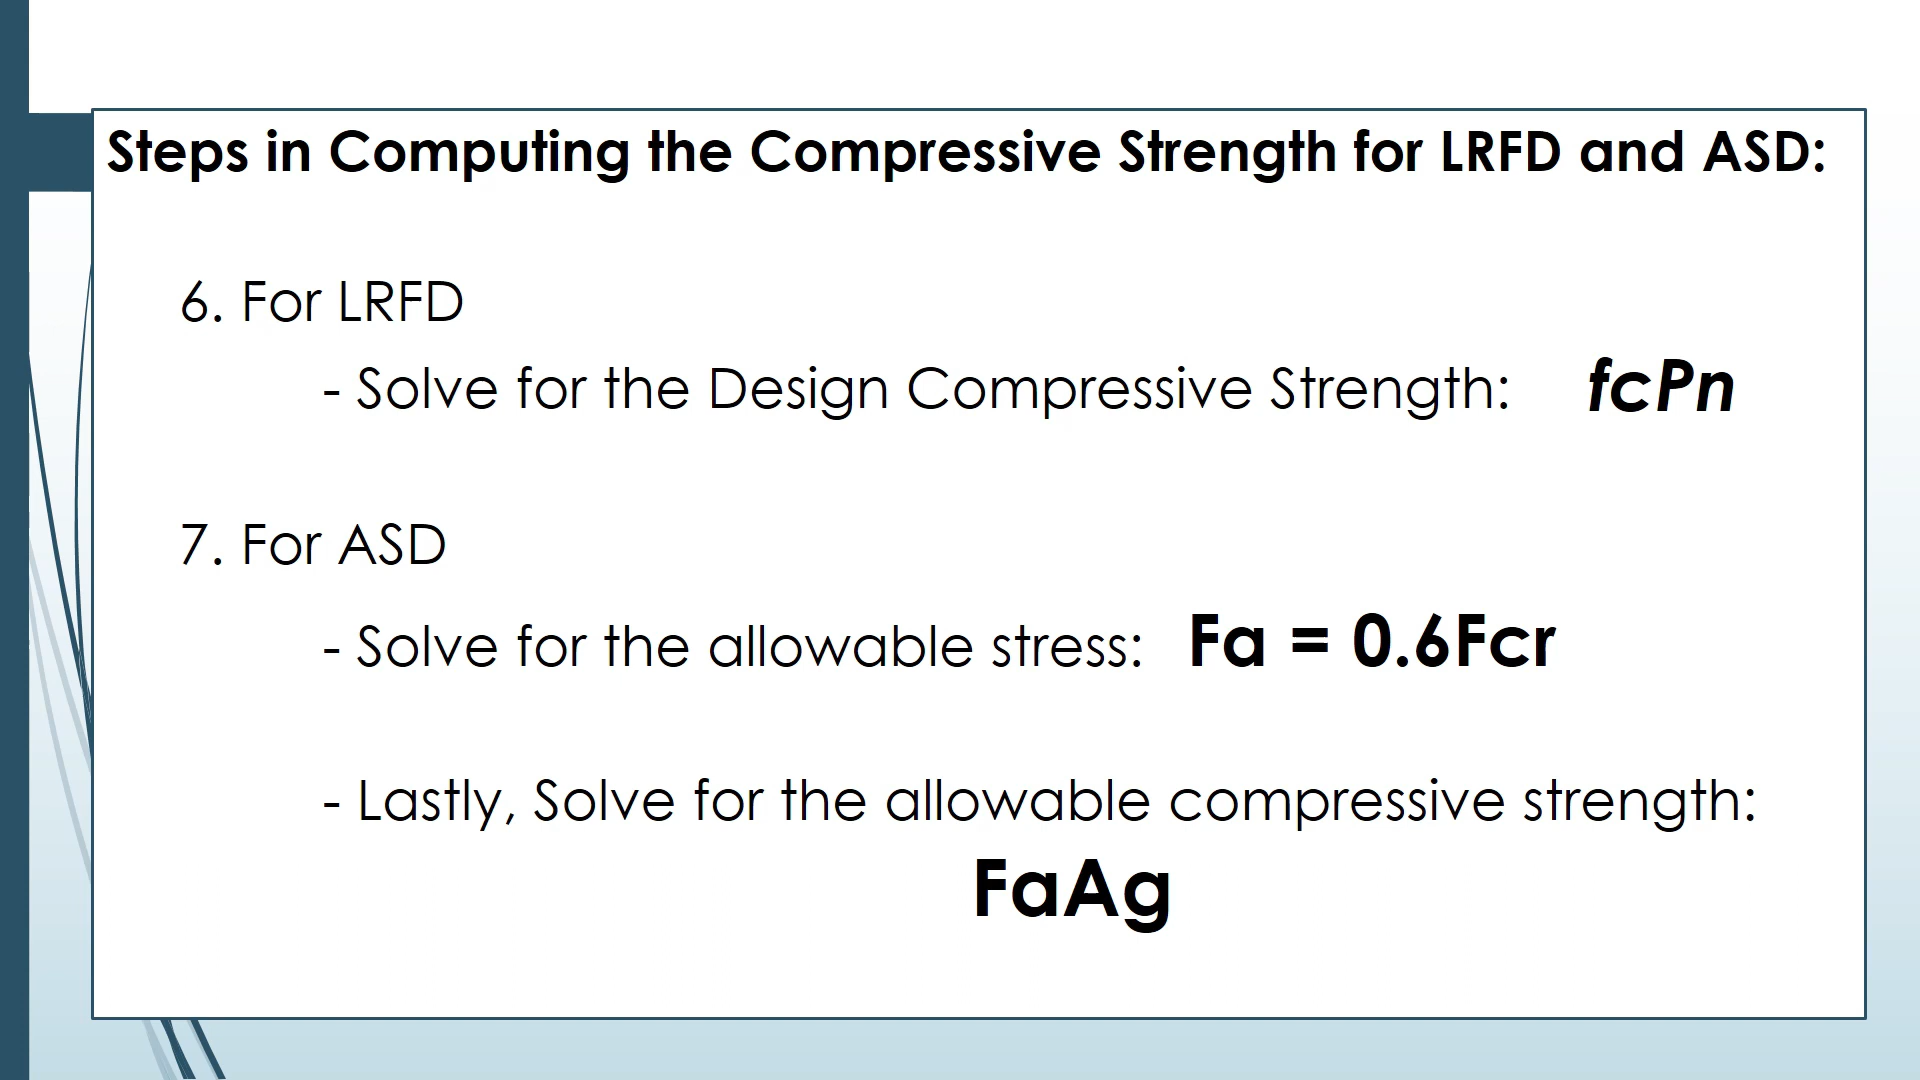 Steps in Computing the Compressive Strength for LRFD and ASD:
6. For LRFD
- Solve for the Design Compressive Strength: fcPn
7. For ASD
- Solve for the allowable stress: Fa = 0.6Fcr
- Lastly, Solve for the allowable compressive strength:
FaAg